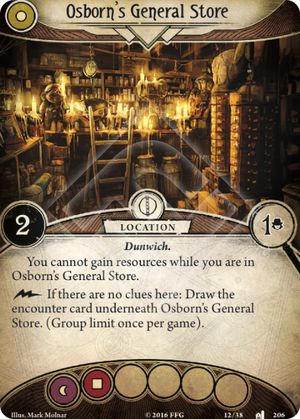 Osborn's General Store
2
LOCATION
1
Dunwich.
You cannot gain resources while you are in
Osborn's General Store.
If there are no clues here: Draw the
encounter card underneath Osborn's General
Store. (Group limit once per game).
Illus. Mark Molnar
© 2016 FFG
12/38
206